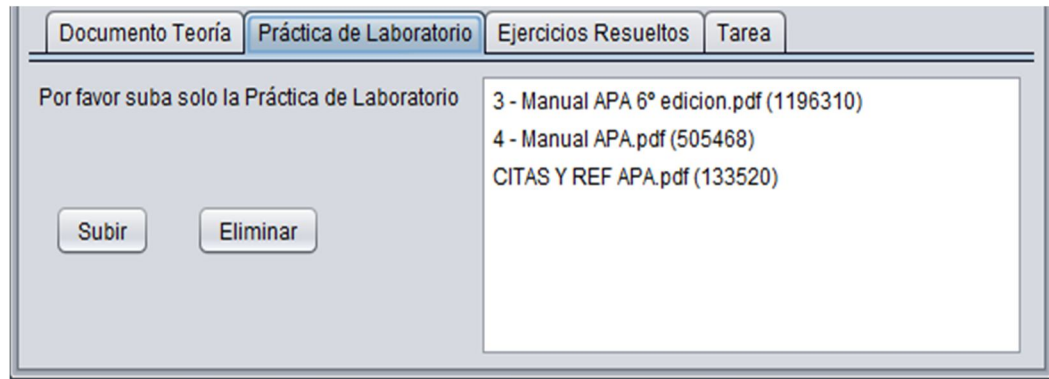 Documento Teoría Práctica de Laboratorio Ejercicios Resueltos Tarea
Por favor suba solo la Práctica de Laboratorio
3 - Manual APA 6º edicion.pdf (1196310)
4 - Manual APA.pdf (505468)
CITAS Y REF APA.pdf (133520)
Subir Eliminar